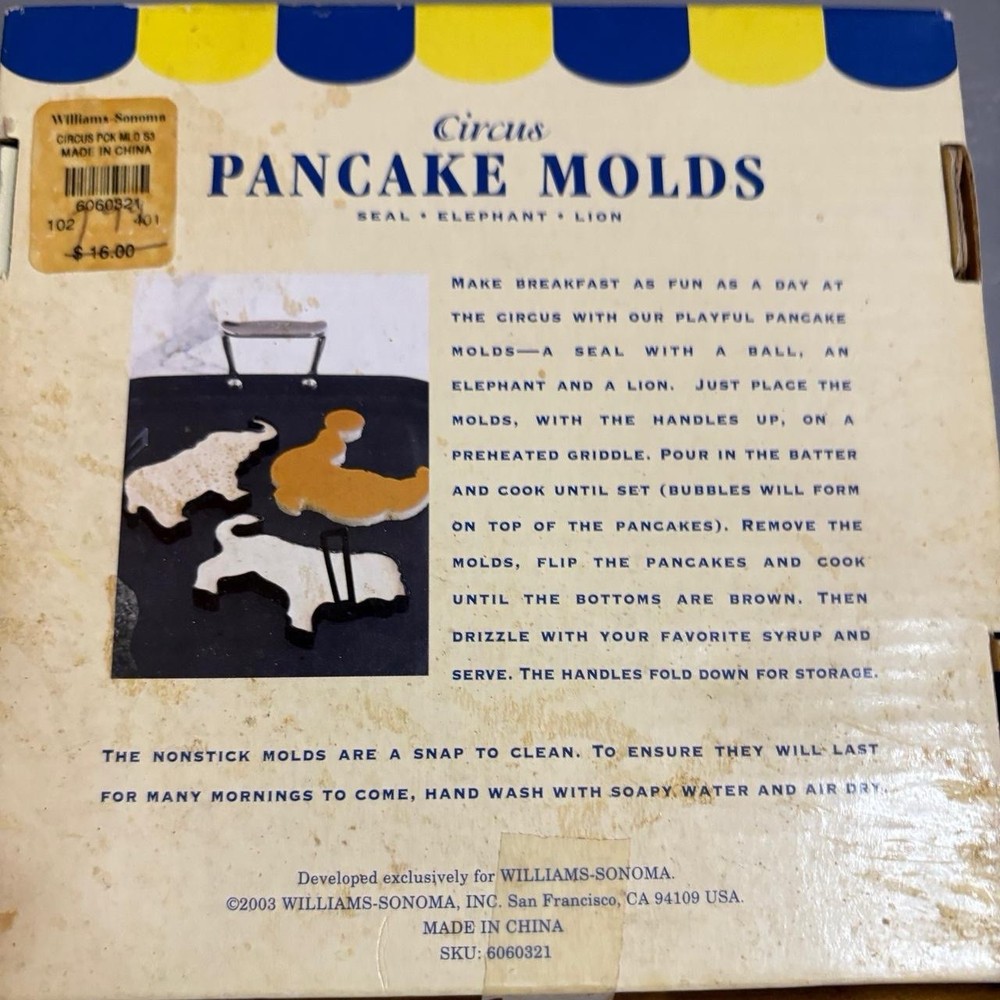 Williams-Sonoma
CIRCUS PCK MLD S3
MADE IN CHINA
6060321
102 401
$ 16.00
Circus
PANCAKE MOLDS
SEAL • ELEPHANT • LION
MAKE BREAKFAST AS FUN AS A DAY AT
THE CIRCUS WITH OUR PLAYFUL PANCAKE
MOLDS—A SEAL WITH A BALL, AN
ELEPHANT AND A LION. JUST PLACE THE
MOLDS, WITH THE HANDLES UP, ON A
PREHEATED GRIDDLE. POUR IN THE BATTER
AND COOK UNTIL SET (BUBBLES WILL FORM
ON TOP OF THE PANCAKES). REMOVE THE
MOLDS, FLIP THE PANCAKES AND COOK
UNTIL THE BOTTOMS ARE BROWN. THEN
DRIZZLE WITH YOUR FAVORITE SYRUP AND
SERVE. THE HANDLES FOLD DOWN FOR STORAGE.
THE NONSTICK MOLDS ARE A SNAP TO CLEAN. TO ENSURE THEY WILL LAST
FOR MANY MORNINGS TO COME, HAND WASH WITH SOAPY WATER AND AIR DRY.
Developed exclusively for WILLIAMS-SONOMA.
©2003 WILLIAMS-SONOMA, INC. San Francisco, CA 94109 USA.
MADE IN CHINA
SKU: 6060321